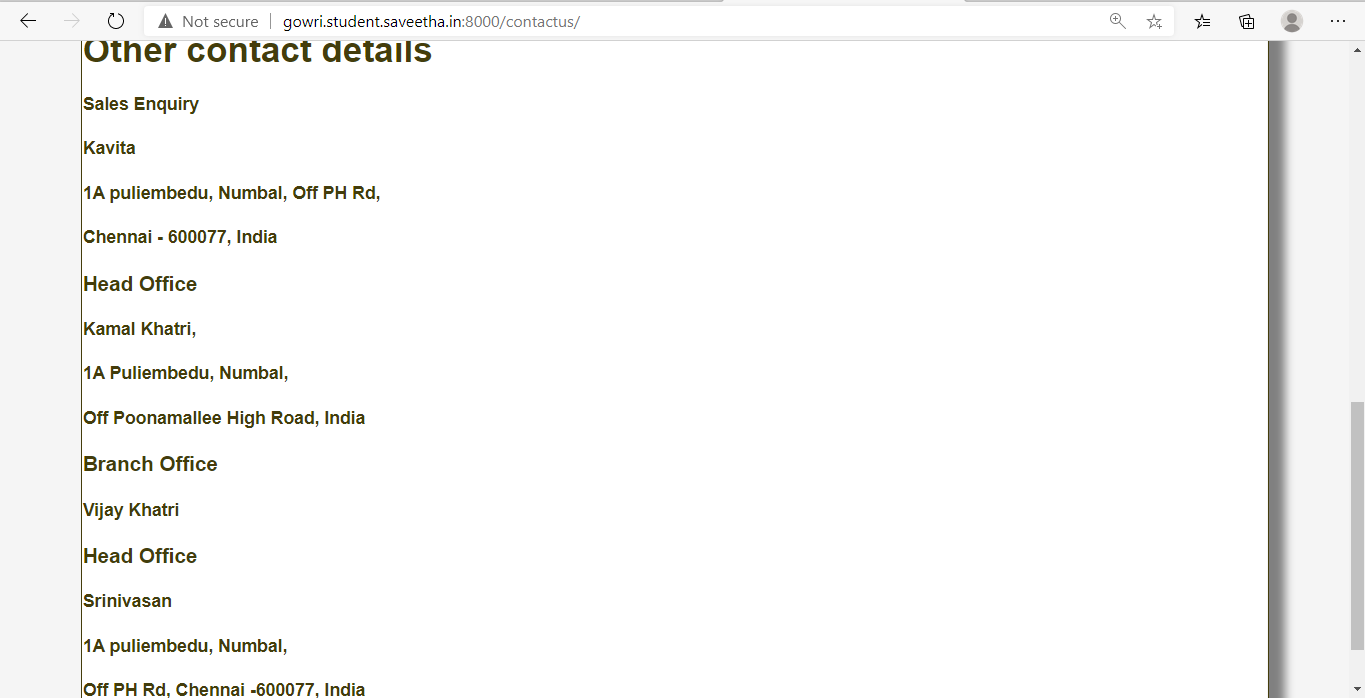 Not secure
gowri.student.saveetha.in:8000/contactus/
Other contact details
Sales Enquiry
Kavita
1A puliembedu, Numbal, Off PH Rd,
Chennai - 600077, India
Head Office
Kamal Khatri,
1A Puliembedu, Numbal,
Off Poonamallee High Road, India
Branch Office
Vijay Khatri
Head Office
Srinivasan
1A puliembedu, Numbal,
Off PH Rd, Chennai -600077, India